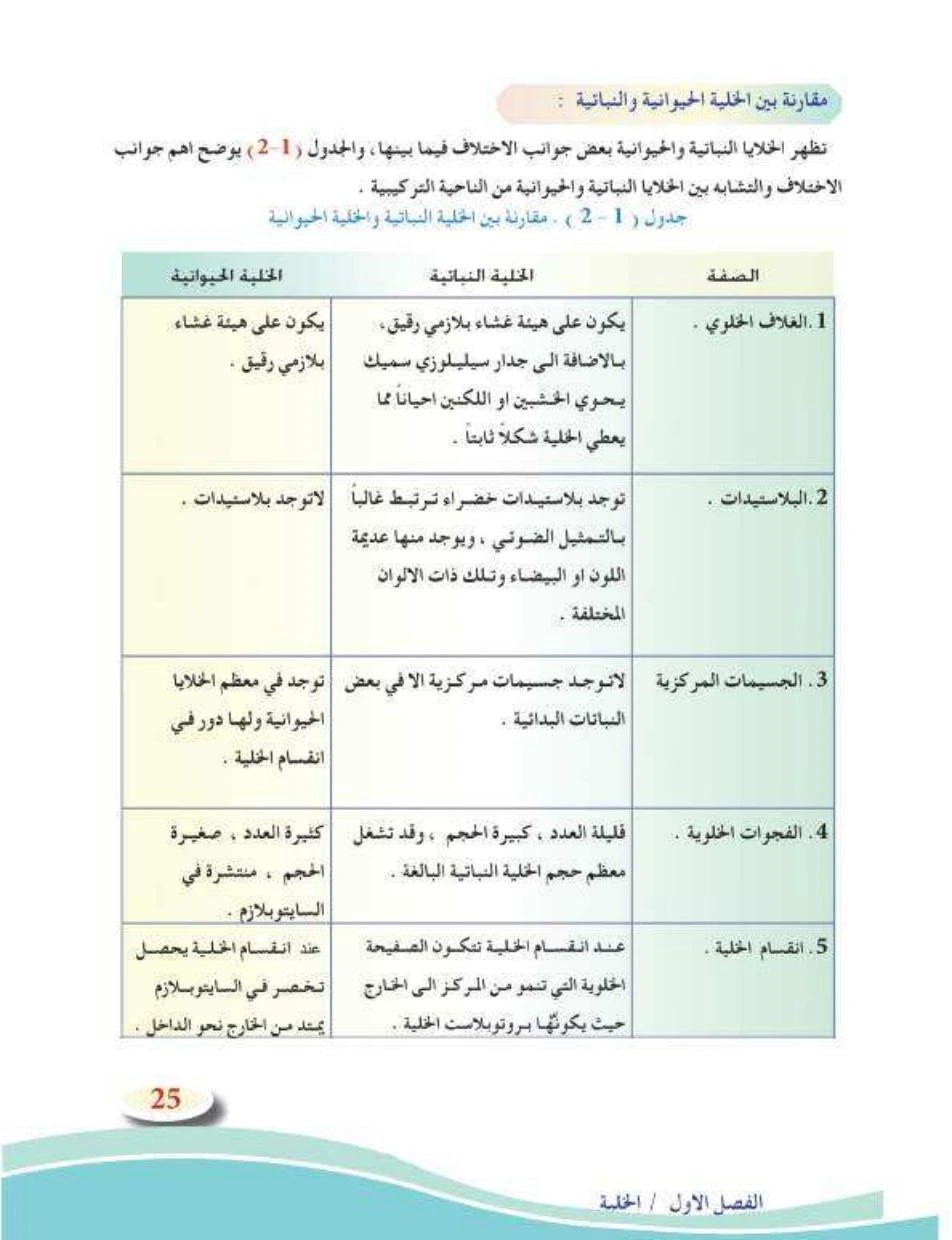 مقارنة بين الخلية الحيوانية والنباتية :
تظهر الخلايا النباتية والحيوانية بعض جوانب الاختلاف فيما بينها، والجدول (1-2) يوضح اهم جوانب
الاختلاف والتشابه بين الخلايا النباتية والحيوانية من الناحية التركيبية .
جدول ( 1 - 2 ) . مقارنة بين الخلية النباتية والخلية الحيوانية
الصفة
الخلية النباتية
الخلية الحيوانية
1.الغلاف الخلوي .
يكون على هيئة غشاء بلازمي رقيق،
بالاضافة الى جدار سيليلوزي سميك
يحوي الخشبين او اللكنين احياناً مما
يعطي الخلية شكلاً ثابتاً .
يكون على هيئة غشاء
بلازمي رقيق .
2.البلاستيدات .
توجد بلاستيدات خضراء ترتبط غالباً
بالتمثيل الضوئي ، ويوجد منها عديمة
اللون او البيضاء وتلك ذات الالوان
المختلفة .
لاتوجد بلاستيدات .
3. الجسيمات المركزية
لاتوجد جسيمات مركزية الا في بعض
النباتات البدائية .
توجد في معظم الخلايا
الحيوانية ولها دور في
انقسام الخلية .
4. الفجوات الخلوية .
قليلة العدد ، كبيرة الحجم ، وقد تشغل
معظم حجم الخلية النباتية البالغة .
كثيرة العدد ، صغيرة
الحجم ، منتشرة في
السايتوبلازم .
5. انقسام الخلية .
عند انقسام الخلية تتكون الصفيحة
الخلوية التي تنمو من المركز الى الخارج
حيث يكونّها بروتوبلاست الخلية .
عند انقسام الخلية يحصل
تخصر في السايتوبلازم
يمتد من الخارج نحو الداخل .
25
الفصل الاول / الخلية